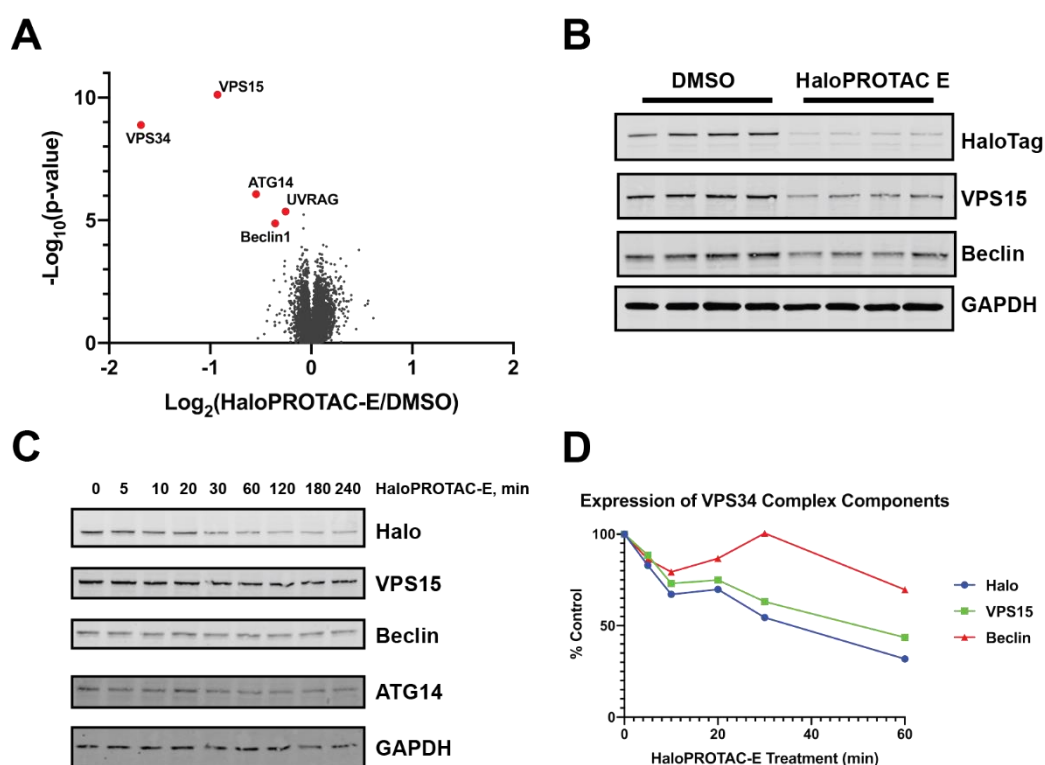 A
-Log10(p-value)
10
5
0
VPS15
VPS34
ATG14
UVRAG
Beclin1
-2 -1 0 1 2
Log2(HaloPROTAC-E/DMSO)
B
DMSO HaloPROTAC E
HaloTag
VPS15
Beclin
GAPDH
C
0 5 10 20 30 60 120 180 240 HaloPROTAC-E, min
Halo
VPS15
Beclin
ATG14
GAPDH
D
Expression of VPS34 Complex Components
% Control
100
50
0
0 20 40 60
HaloPROTAC-E Treatment (min)
Halo
VPS15
Beclin